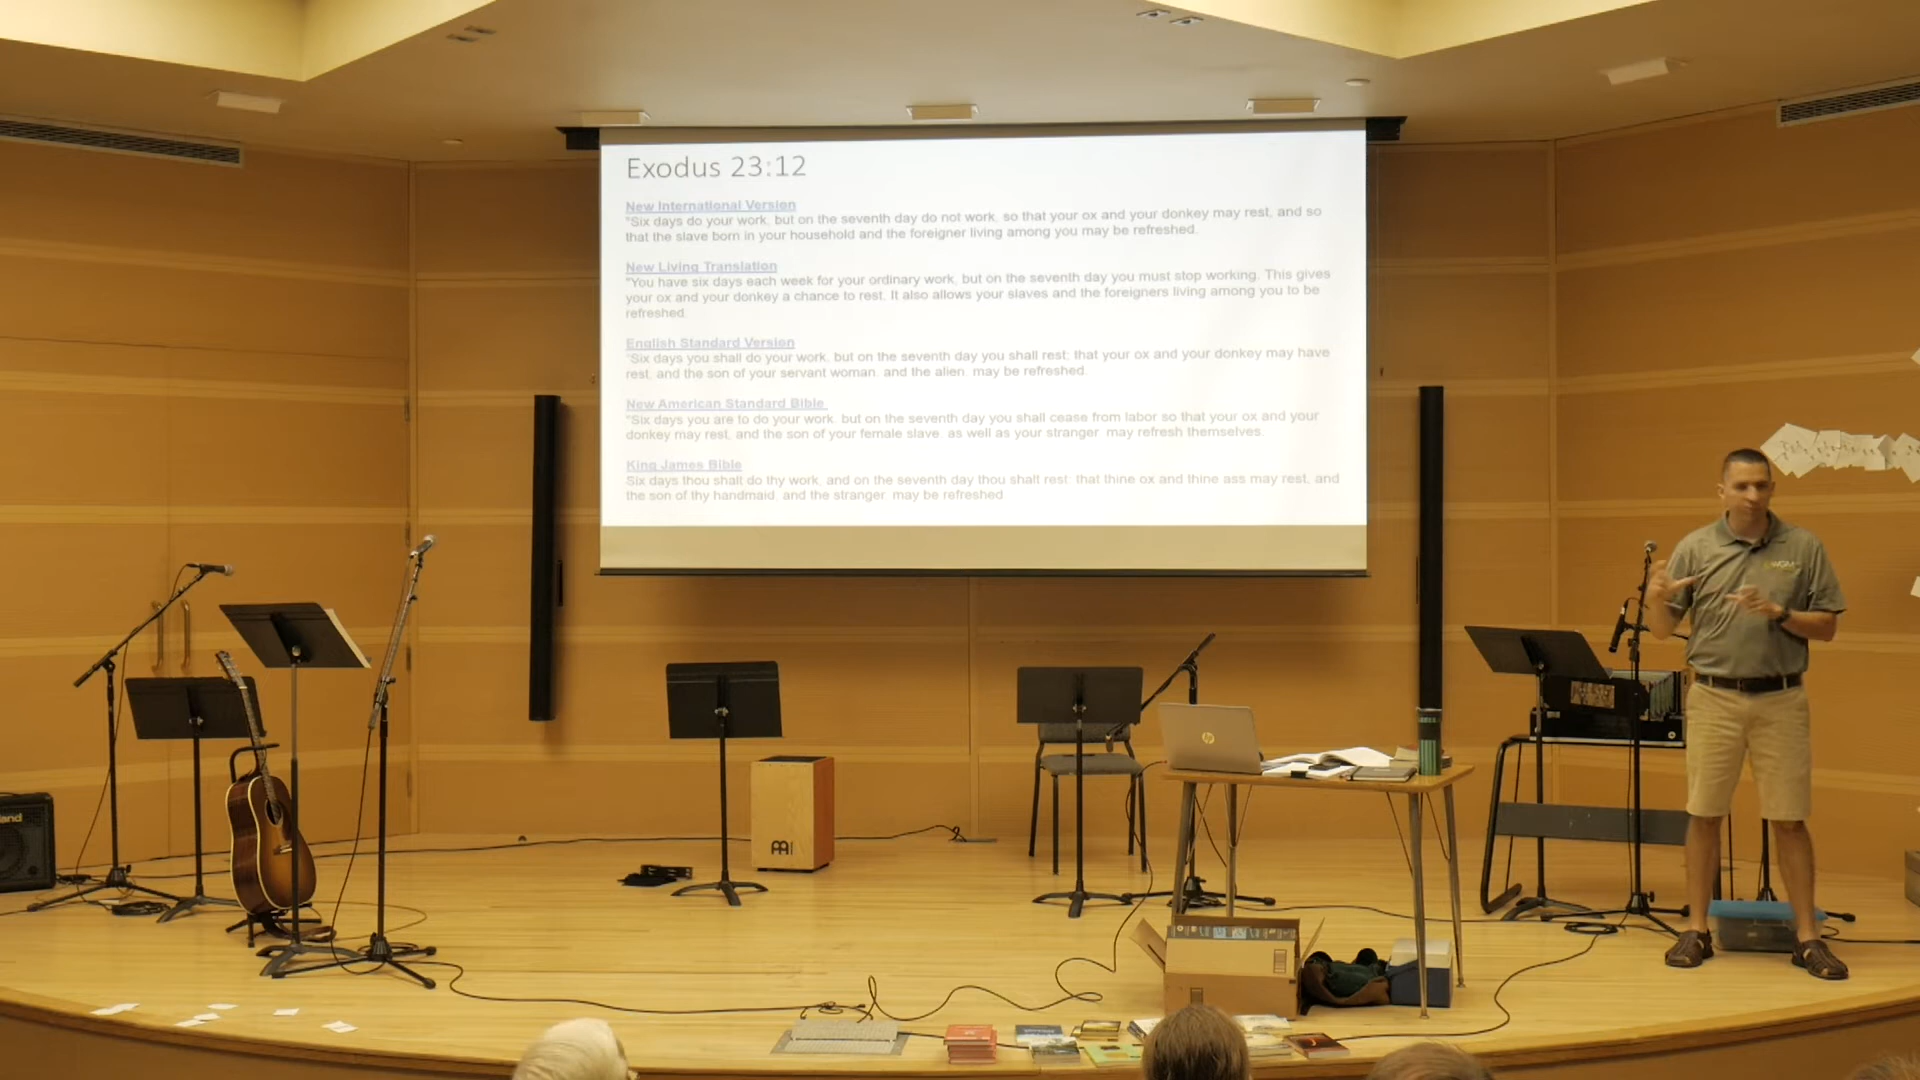 Exodus 23:12
New International Version
"Six days do your work, but on the seventh day do not work, so that your ox and your donkey may rest, and so
that the slave born in your household and the foreigner living among you may be refreshed.
New Living Translation
"You have six days each week for your ordinary work, but on the seventh day you must stop working. This gives
your ox and your donkey a chance to rest. It also allows your slaves and the foreigners living among you to be
refreshed.
English Standard Version
"Six days you shall do your work, but on the seventh day you shall rest; that your ox and your donkey may have
rest, and the son of your servant woman, and the alien, may be refreshed.
New American Standard Bible
"Six days you are to do your work, but on the seventh day you shall cease from labor so that your ox and your
donkey may rest, and the son of your female slave, as well as your stranger, may refresh themselves.
King James Bible
Six days thou shalt do thy work, and on the seventh day thou shalt rest: that thine ox and thine ass may rest, and
the son of thy handmaid, and the stranger, may be refreshed.
WGM
hp
land